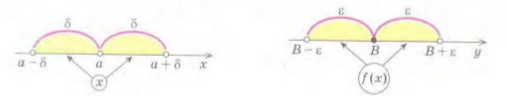 δ δ
a − δ a a + δ x
x
ε ε
B − ε B B + ε y
f(x)